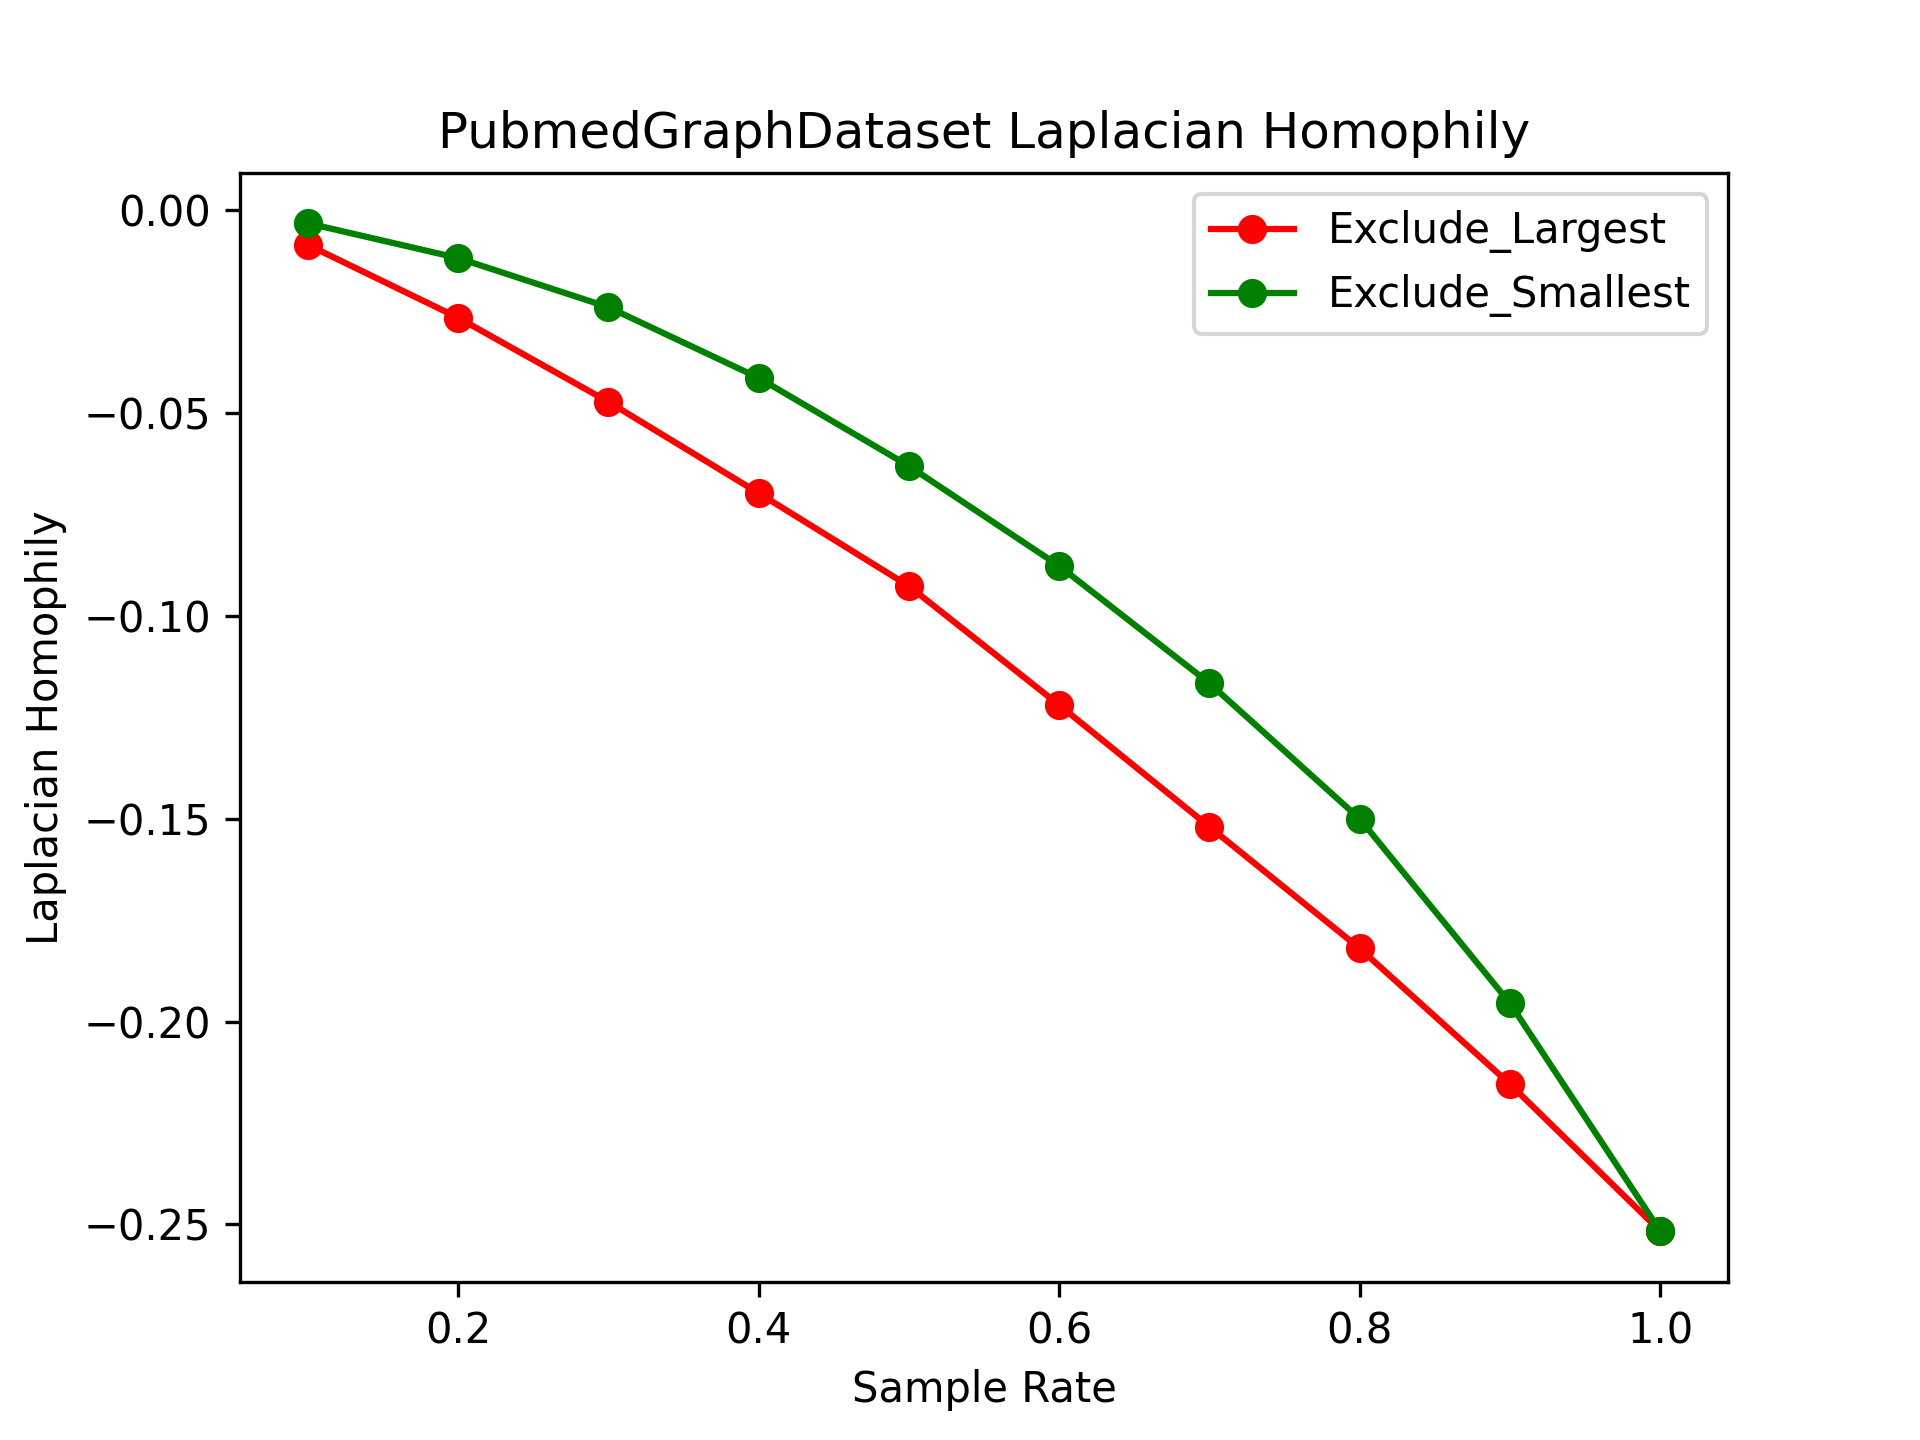 PubmedGraphDataset Laplacian Homophily
Exclude_Largest
Exclude_Smallest
0.00
−0.05
−0.10
−0.15
−0.20
−0.25
Laplacian Homophily
0.2 0.4 0.6 0.8 1.0
Sample Rate